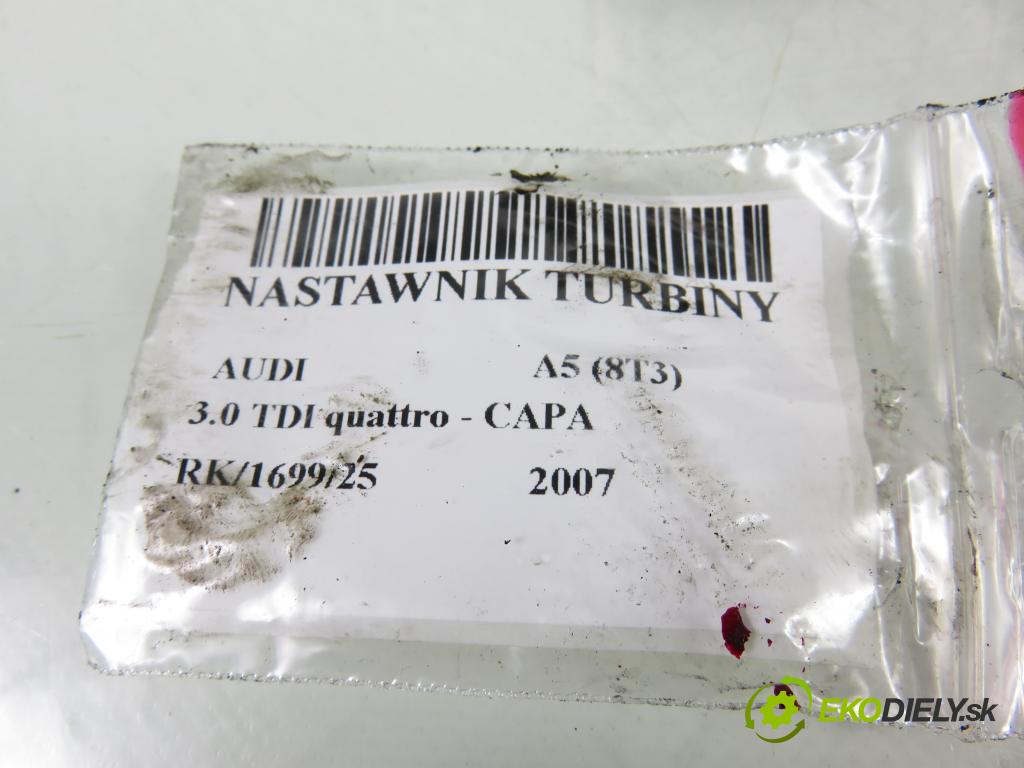 NASTAWNIK TURBINY
AUDI A5 (8T3)
3.0 TDI quattro - CAPA
RK/1699/25 2007
EKODIELY.sk